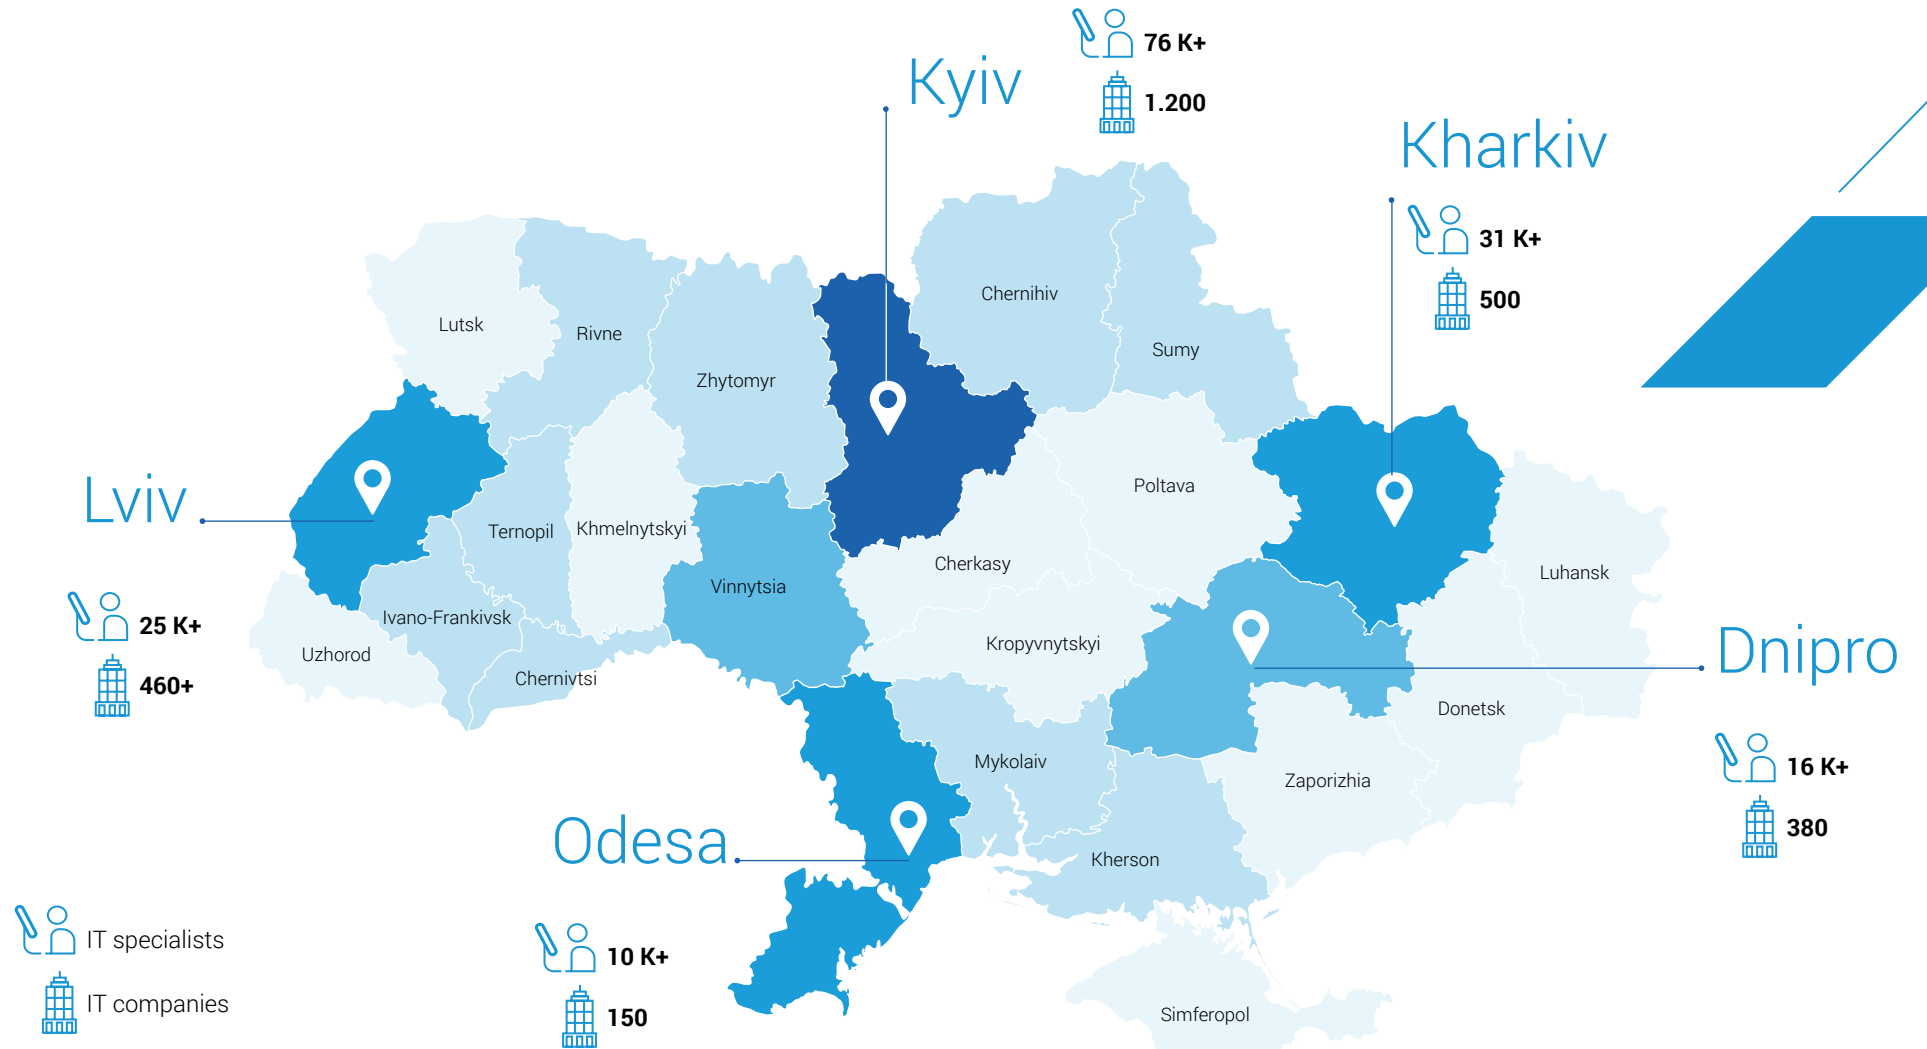 Kyiv
76 K+
1.200
Kharkiv
31 K+
500
Chernihiv
Lutsk
Rivne
Sumy
Zhytomyr
Lviv
25 K+
460+
Poltava
Ternopil
Khmelnytskyi
Cherkasy
Luhansk
Vinnytsia
Ivano-Frankivsk
Kropyvnytskyi
Uzhorod
Chernivtsi
Dnipro
16 K+
380
Donetsk
Mykolaiv
Zaporizhia
Odesa
10 K+
150
Kherson
Simferopol
IT specialists
IT companies